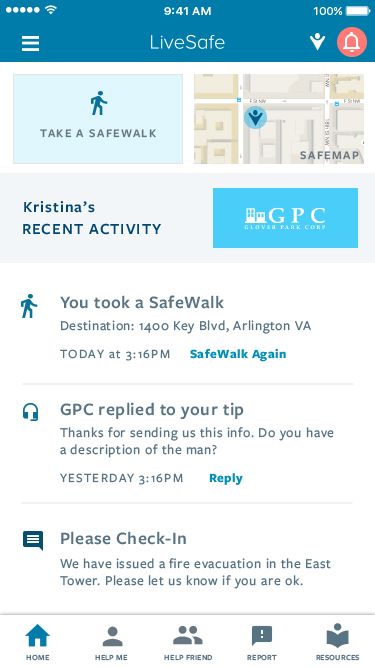 9:41 AM
100%
LiveSafe
TAKE A SAFEWALK
F St NW
F St NW
18th St NW
SAFEMAP
Kristina's
RECENT ACTIVITY
GPC
GLOVER PARK CORP
You took a SafeWalk
Destination: 1400 Key Blvd, Arlington VA
TODAY at 3:16PM SafeWalk Again
GPC replied to your tip
Thanks for sending us this info. Do you have
a description of the man?
YESTERDAY 3:16PM Reply
Please Check-In
We have issued a fire evacuation in the East
Tower. Please let us know if you are ok.
HOME HELP ME HELP FRIEND REPORT RESOURCES